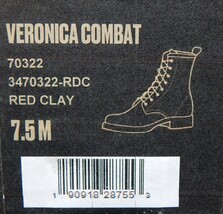 VERONICA COMBAT
70322
3470322-RDC
RED CLAY
7.5 M
1 90918 28755 3